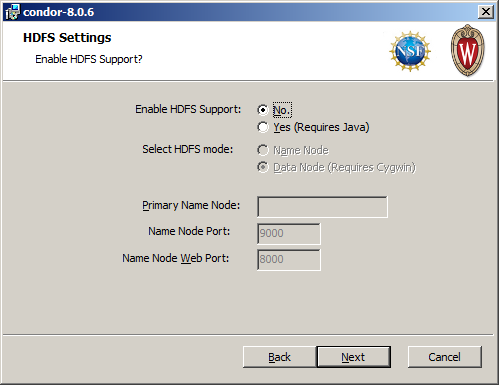 condor-8.0.6
HDFS Settings
Enable HDFS Support?
NSF
W
Enable HDFS Support:
No.
Yes (Requires Java)
Select HDFS mode:
Name Node
Data Node (Requires Cygwin)
Primary Name Node:
Name Node Port:
9000
Name Node Web Port:
8000
Back
Next
Cancel